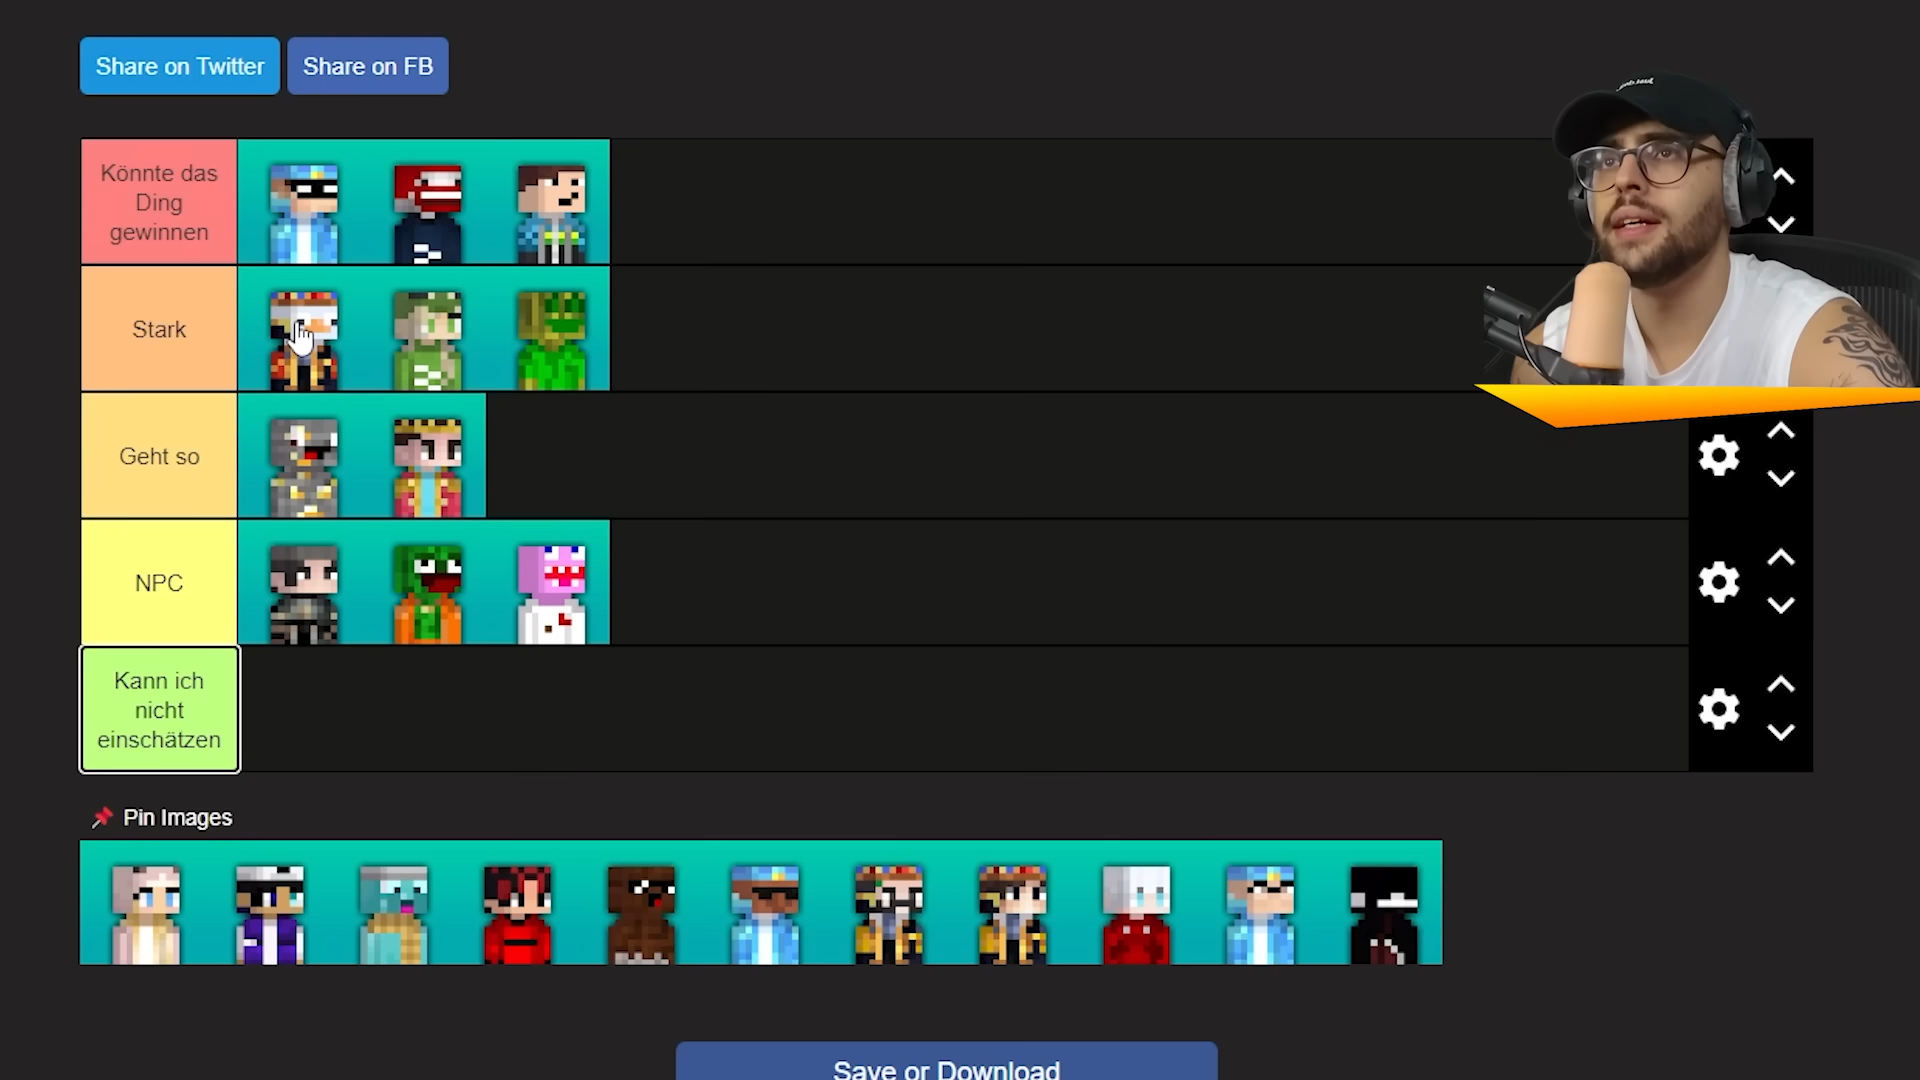 Share on Twitter
Share on FB
Könnte das
Ding
gewinnen
Stark
Geht so
NPC
Kann ich
nicht
einschätzen
Pin Images
Save or Download